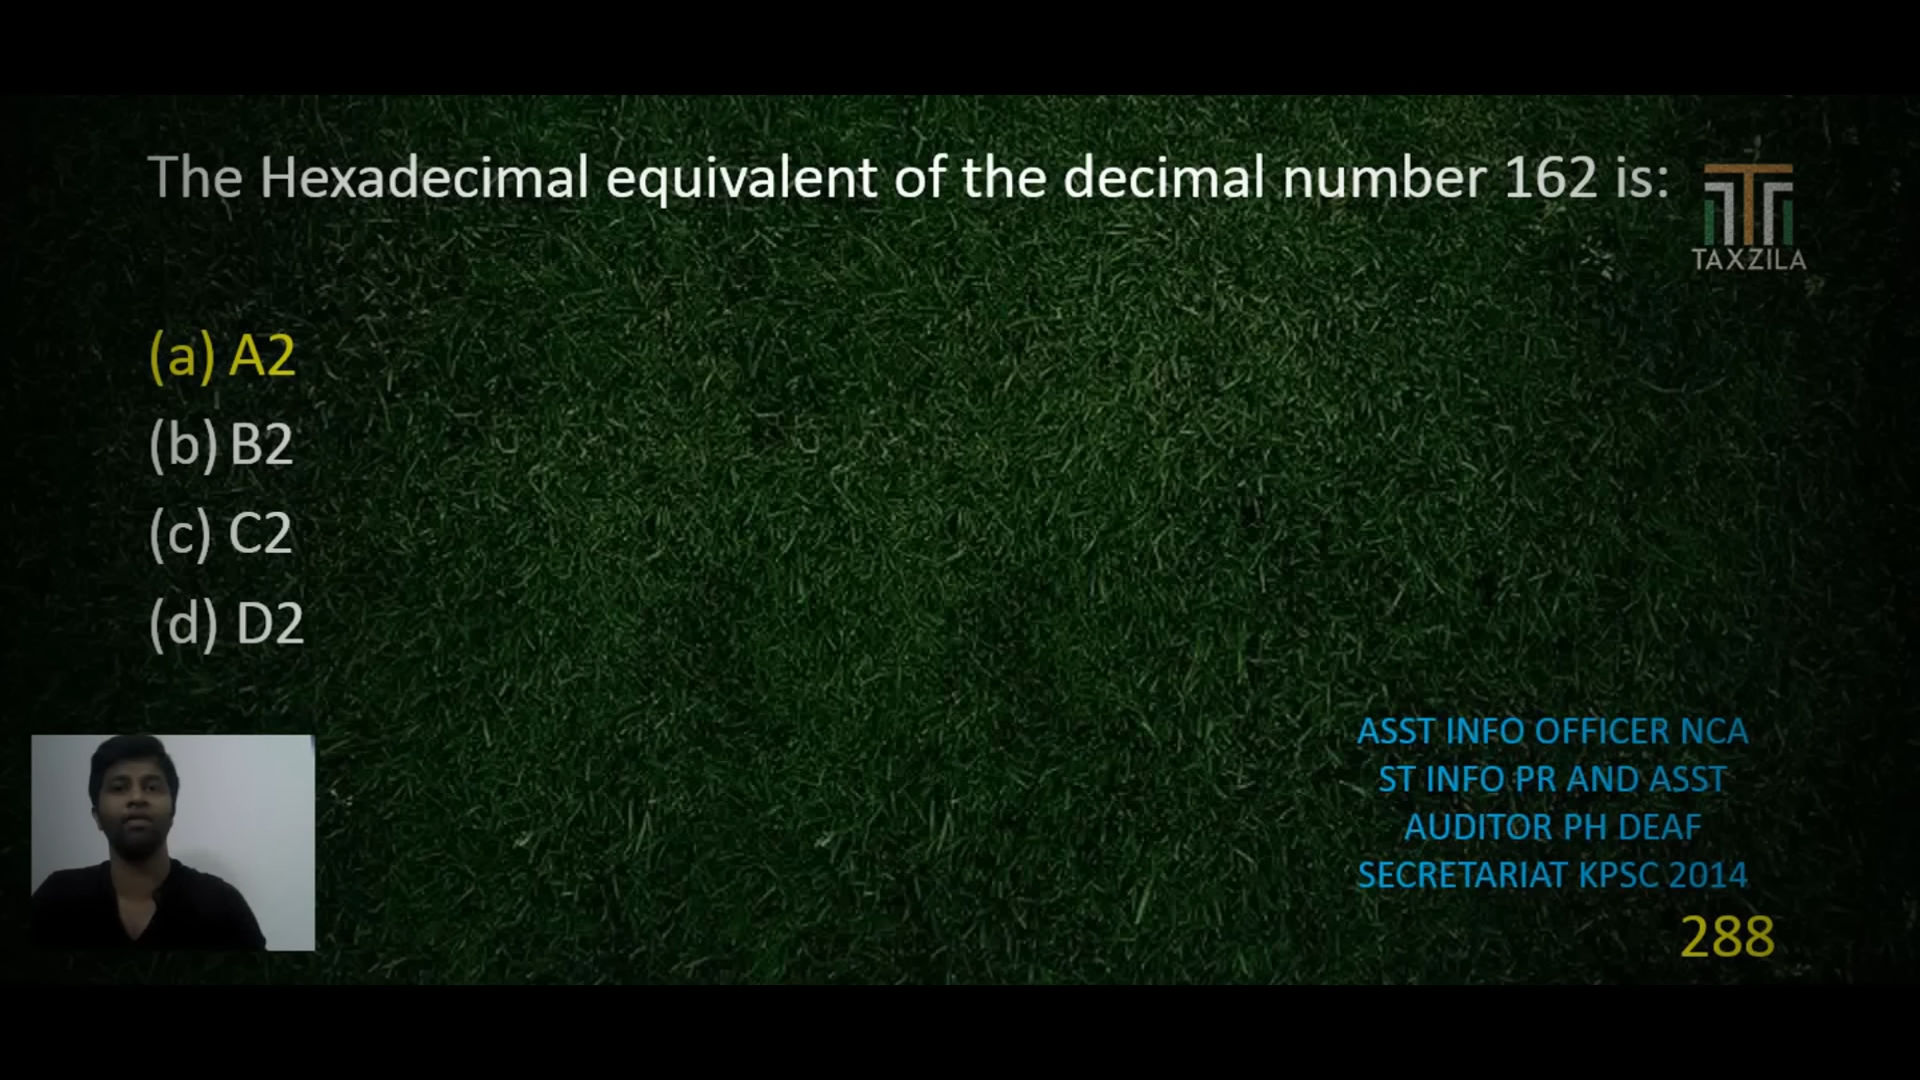 The Hexadecimal equivalent of the decimal number 162 is:
TAXZILA
(a) A2
(b) B2
(c) C2
(d) D2
ASST INFO OFFICER NCA
ST INFO PR AND ASST
AUDITOR PH DEAF
SECRETARIAT KPSC 2014
288